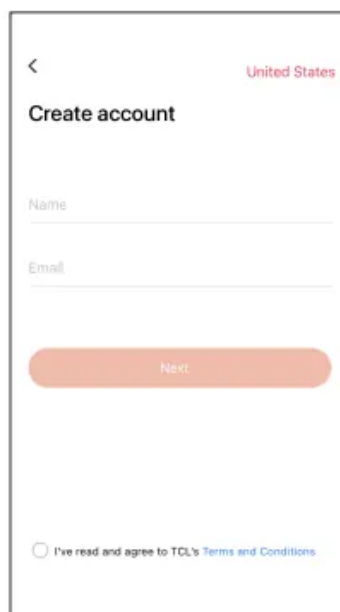 United States
Create account
Name
Email
Next
I've read and agree to TCL's Terms and Conditions